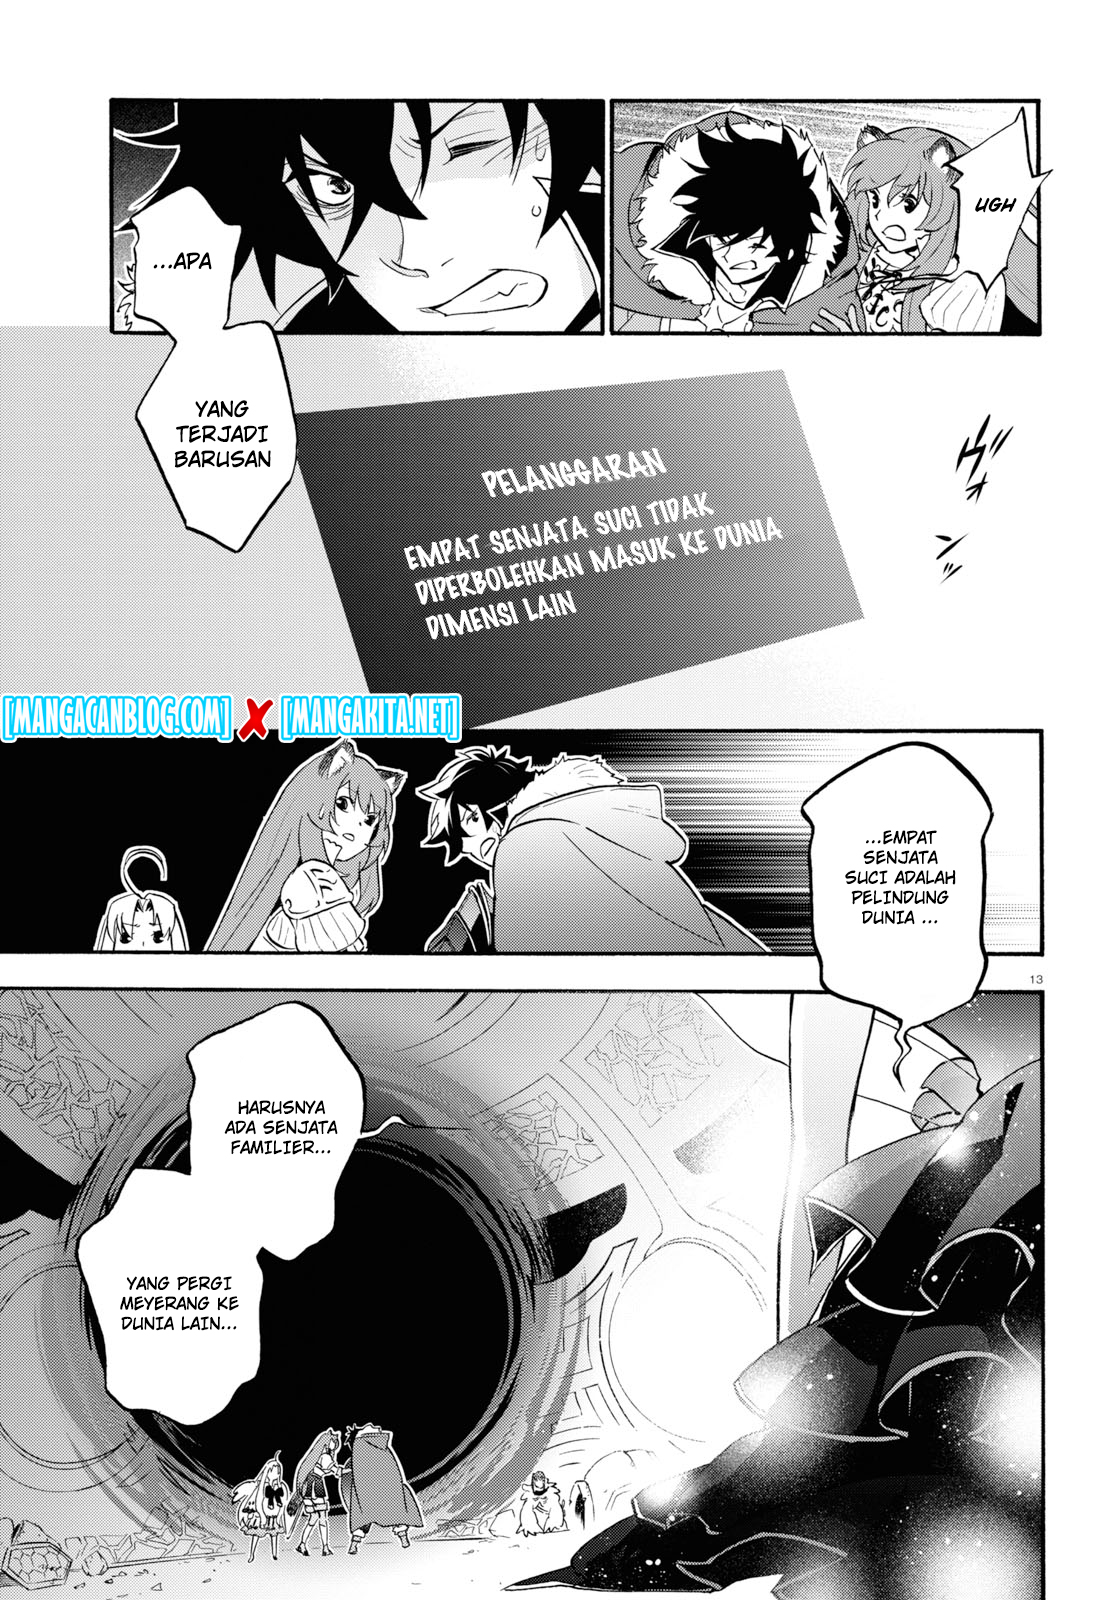 UGH
...APA
YANG
TERJADI
BARUSAN
PELANGGARAN
EMPAT SENJATA SUCI TIDAK
DIPERBOLEHKAN MASUK KE DUNIA
DIMENSI LAIN
[MANGACANBLOG.COM] X [MANGAKITA.NET]
...EMPAT
SENJATA
SUCI ADALAH
PELINDUNG
DUNIA ...
13
HARUSNYA
ADA SENJATA
FAMILIER...
YANG PERGI
MEYERANG KE
DUNIA LAIN...